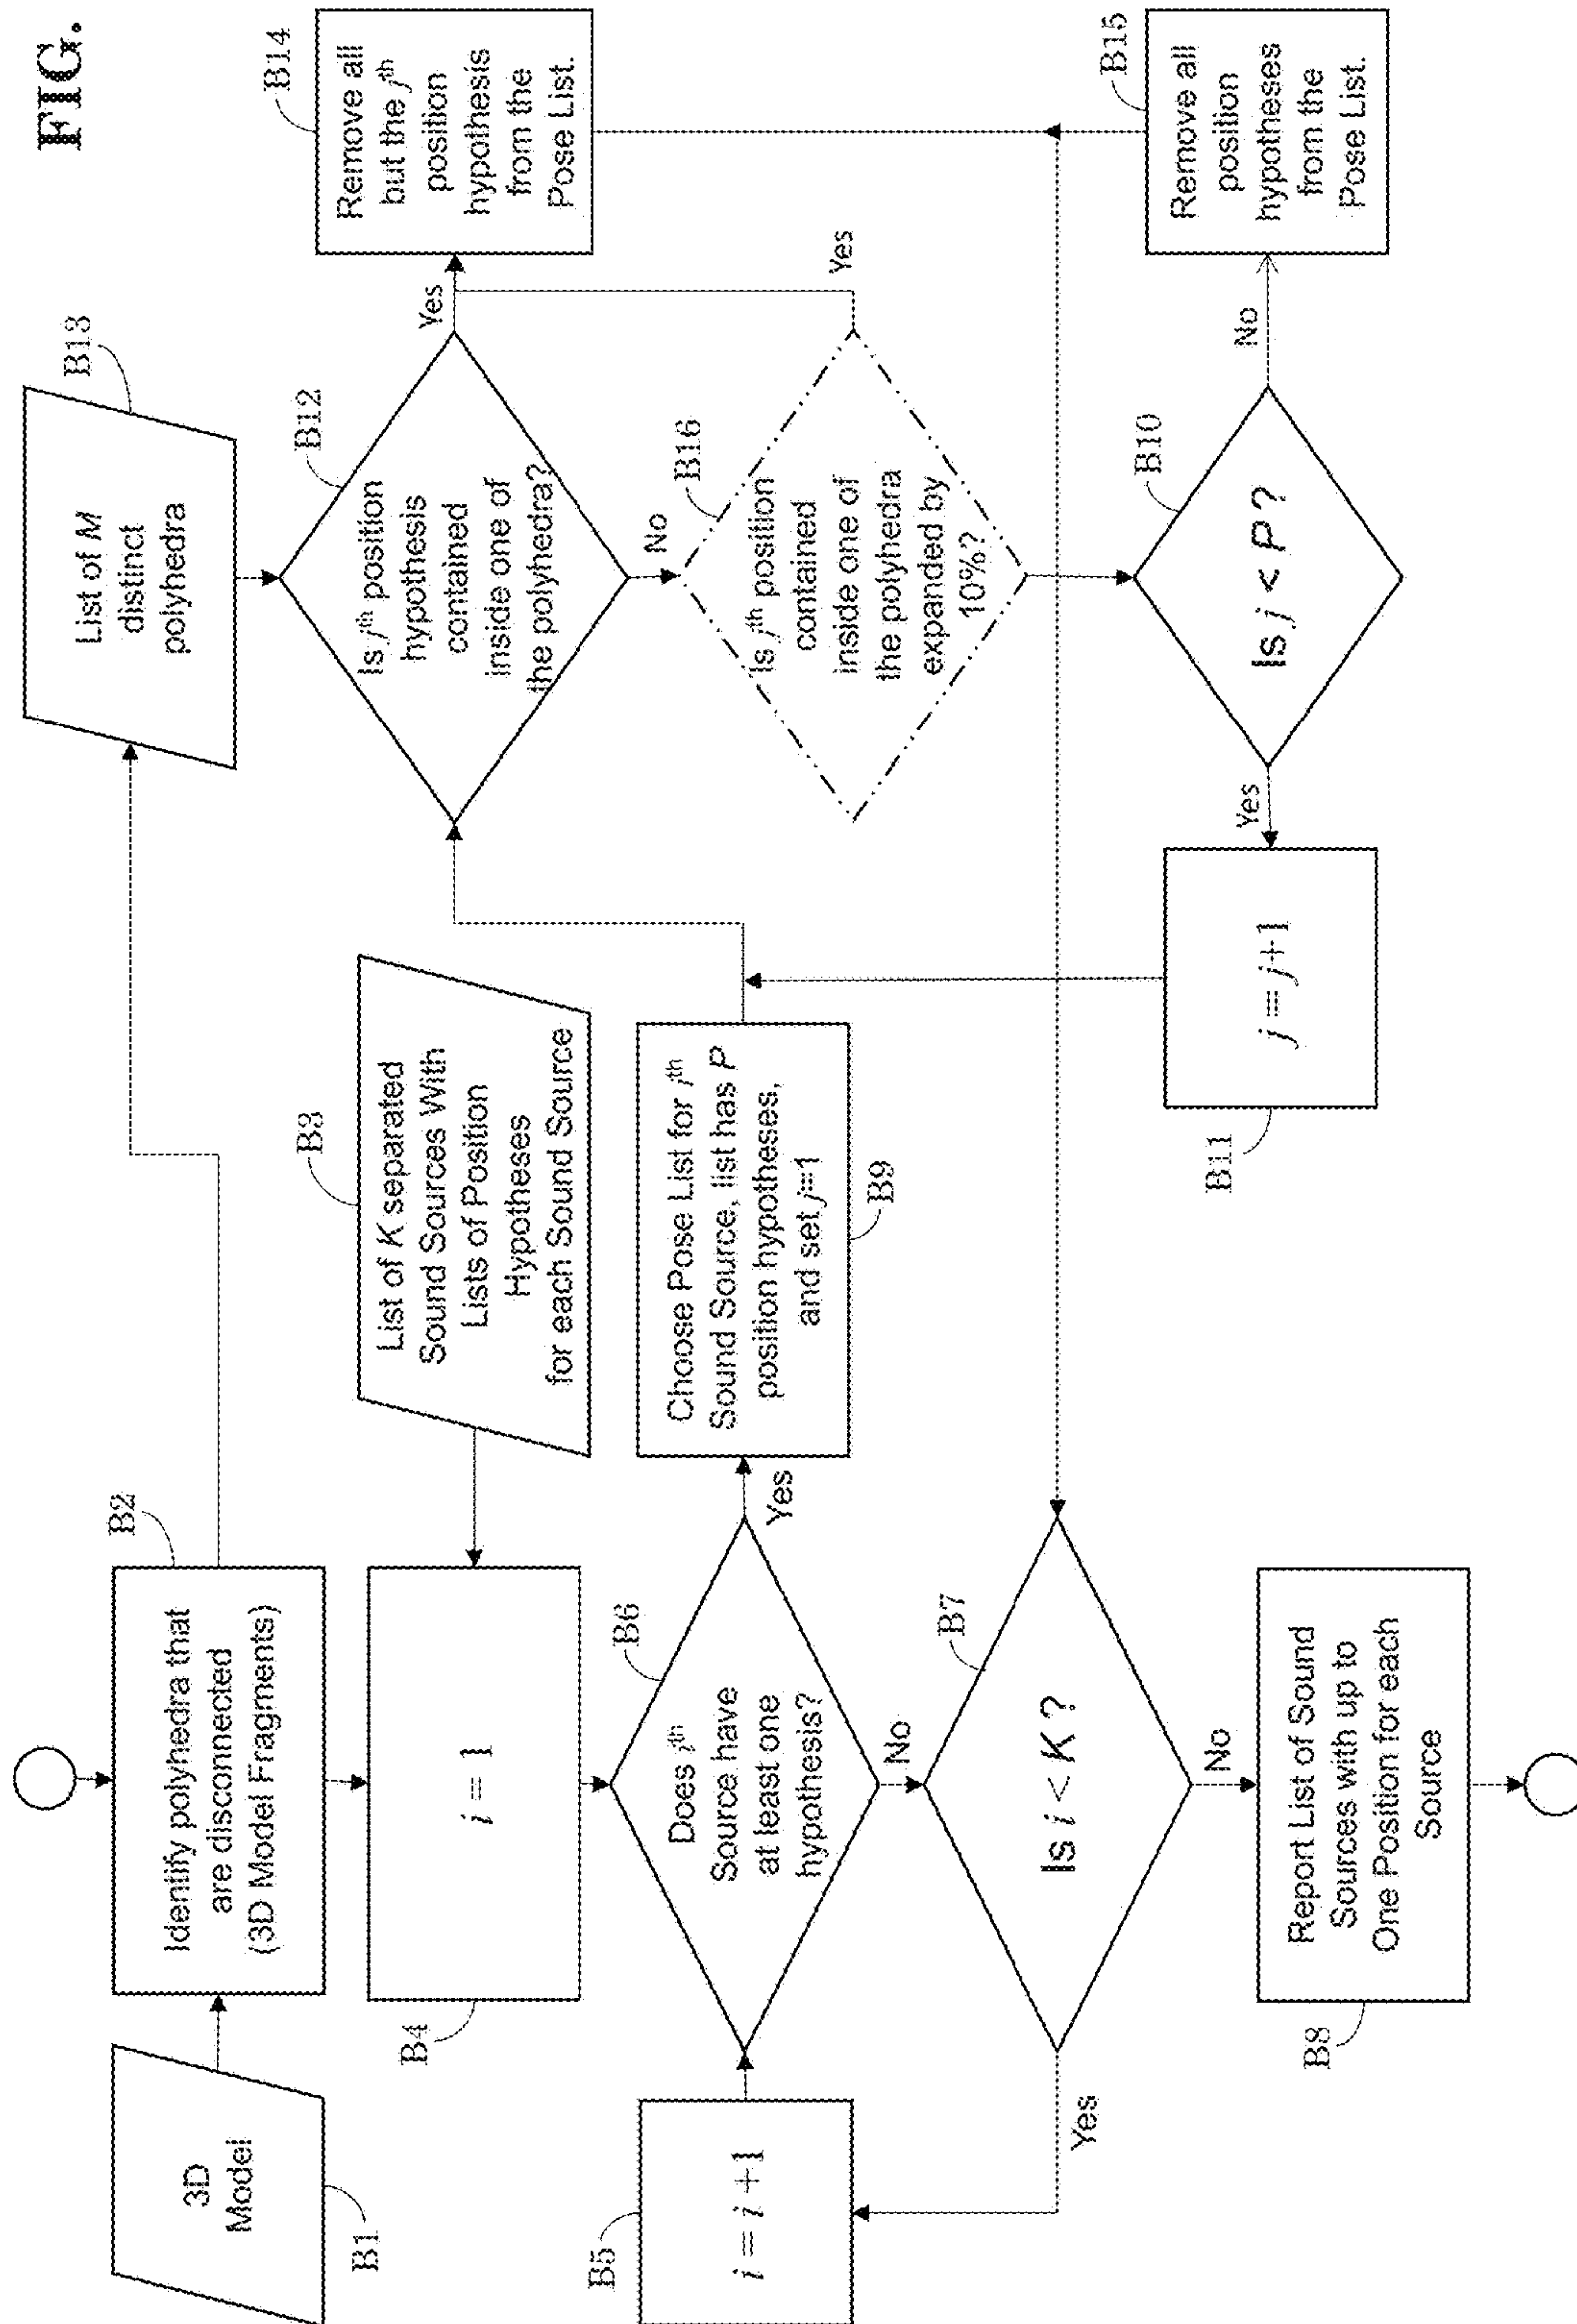 FIG.
3D
Model
B1
Identify polyhedra that
are disconnected
(3D Model Fragments)
B2
List of M distinct
polyhedra
B13
i = 1
B4
List of K separated
Sound Sources With
Lists of Position
Hypotheses
for each Sound Source
B3
Is jth position
hypothesis
contained
inside one of
the polyhedra?
B12
Yes
No
Remove all
but the jth
position
hypothesis
from the
Pose List.
B14
i = i +1
B5
Does ith
Source have
at least one
hypothesis?
B6
Yes
No
Choose Pose List for ith
Sound Source, list has P
position hypotheses,
and set j=1
B9
Is jth position
contained
inside one of
the polyhedra
expanded by
10%?
B16
Yes
Is i < K ?
B7
Yes
No
j = j+1
B11
Is j < P ?
B10
Yes
No
Remove all
position
hypotheses
from the
Pose List.
B15
Report List of Sound
Sources with up to
One Position for each
Source
B8